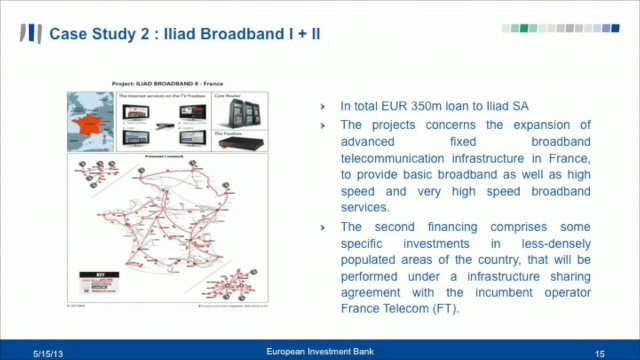 Case Study 2 : Iliad Broadband I + II
Project: ILIAD BROADBAND II - France
The Internet services on the TV Freebox
Core Router
The Freebox
Promoter's network
› In total EUR 350m loan to Iliad SA
› The projects concerns the expansion of
advanced fixed broadband
telecommunication infrastructure in France,
to provide basic broadband as well as high
speed and very high speed broadband
services.
› The second financing comprises some
specific investments in less-densely
populated areas of the country, that will be
performed under a infrastructure sharing
agreement with the incumbent operator
France Telecom (FT).
5/15/13
European Investment Bank
15